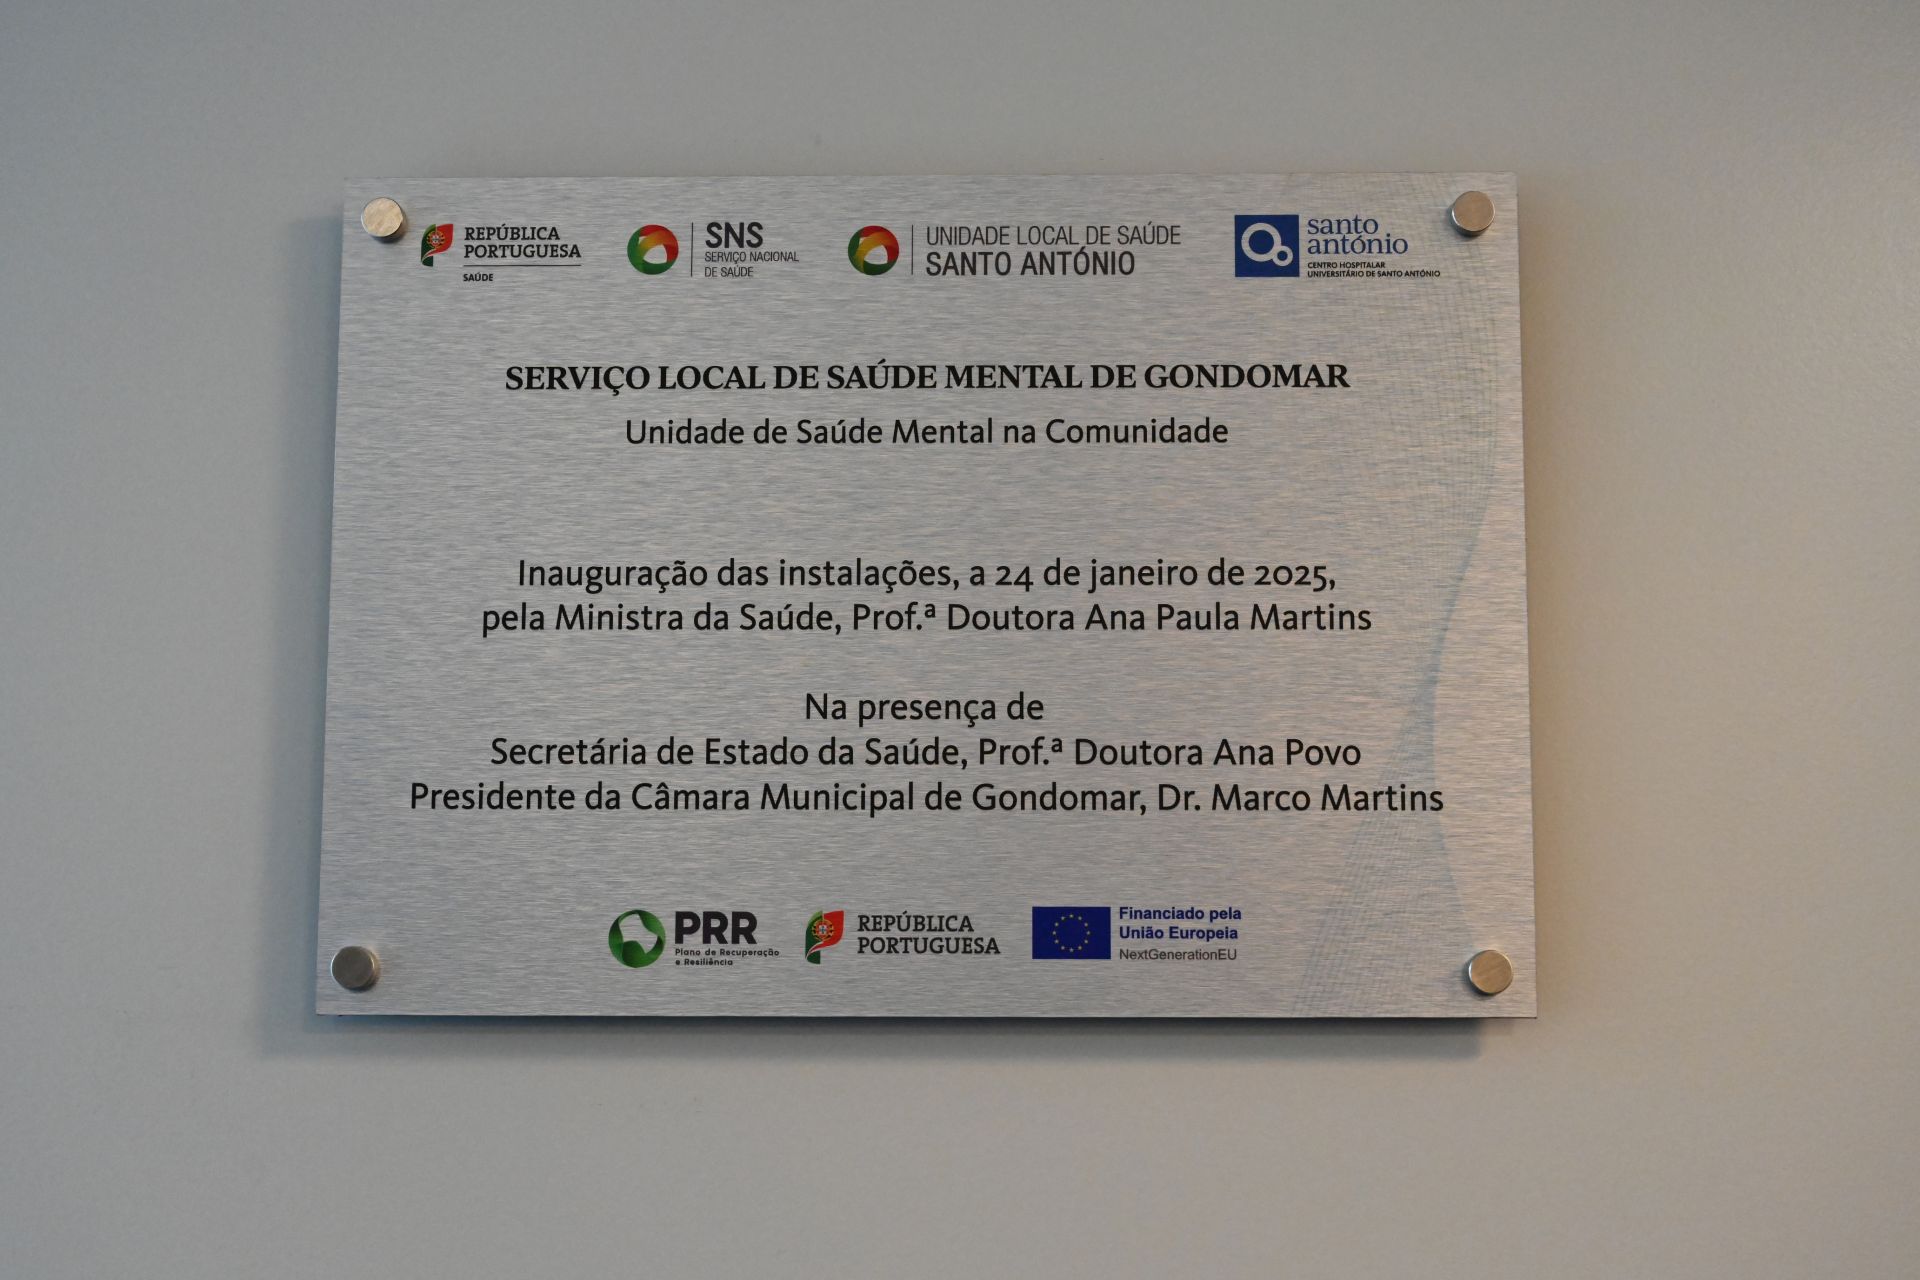 REPÚBLICA
PORTUGUESA
SAÚDE
SNS
SERVIÇO NACIONAL
DE SAÚDE
UNIDADE LOCAL DE SAÚDE
SANTO ANTÓNIO
santo
antónio
CENTRO HOSPITALAR
UNIVERSITÁRIO DE SANTO ANTÓNIO
SERVIÇO LOCAL DE SAÚDE MENTAL DE GONDOMAR
Unidade de Saúde Mental na Comunidade
Inauguração das instalações, a 24 de janeiro de 2025,
pela Ministra da Saúde, Prof.ª Doutora Ana Paula Martins
Na presença de
Secretária de Estado da Saúde, Prof.ª Doutora Ana Povo
Presidente da Câmara Municipal de Gondomar, Dr. Marco Martins
PRR
Plano de Recuperação
e Resiliência
REPÚBLICA
PORTUGUESA
Financiado pela
União Europeia
NextGenerationEU